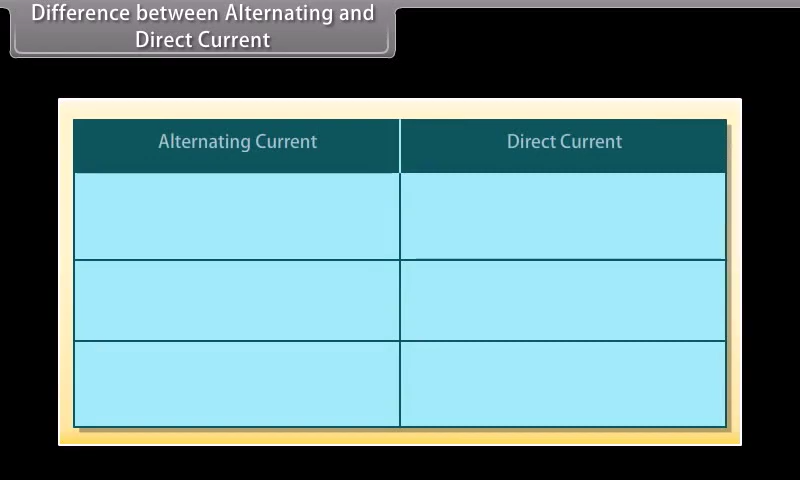 Difference between Alternating and
Direct Current
Alternating Current
Direct Current